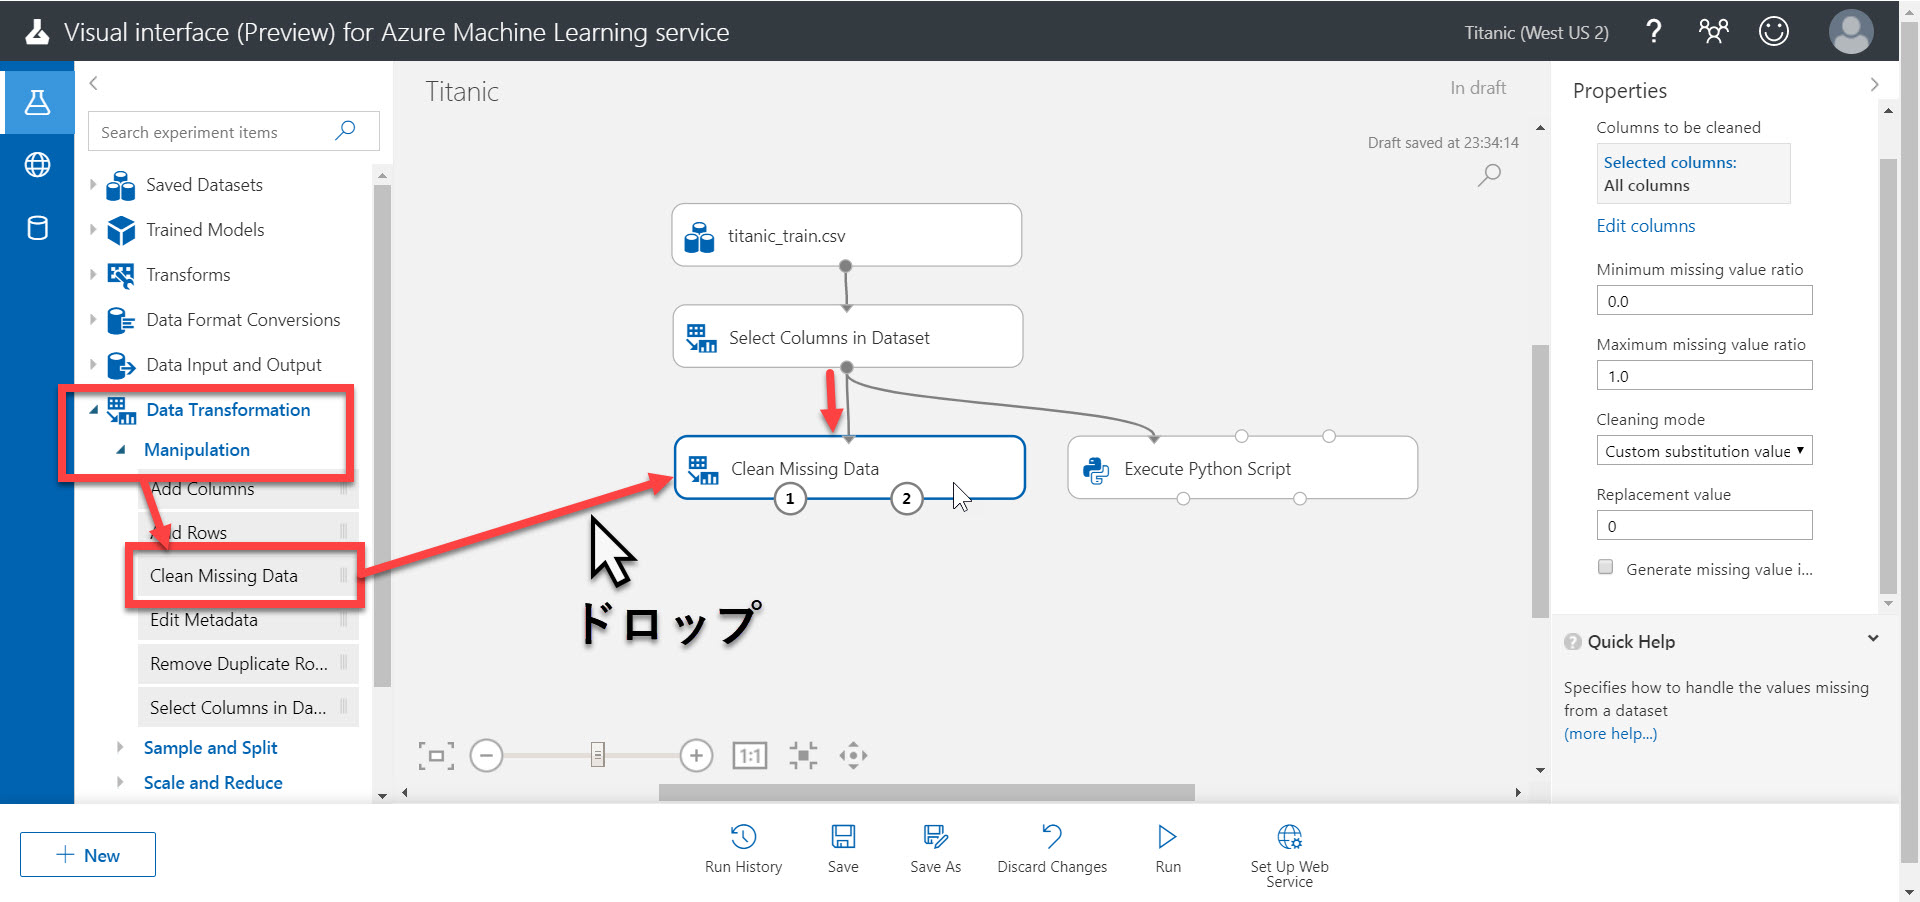 Visual interface (Preview) for Azure Machine Learning service
Titanic (West US 2)
?
Search experiment items
Saved Datasets
Trained Models
Transforms
Data Format Conversions
Data Input and Output
Data Transformation
Manipulation
Add Columns
Add Rows
Clean Missing Data
Edit Metadata
Remove Duplicate Ro...
Select Columns in Da...
Sample and Split
Scale and Reduce
Titanic
In draft
Draft saved at 23:34:14
titanic_train.csv
Select Columns in Dataset
Clean Missing Data
1
2
Execute Python Script
ドロップ
1:1
Properties
Columns to be cleaned
Selected columns:
All columns
Edit columns
Minimum missing value ratio
0.0
Maximum missing value ratio
1.0
Cleaning mode
Custom substitution value
Replacement value
0
Generate missing value i...
? Quick Help
Specifies how to handle the values missing
from a dataset
(more help...)
New
Run History
Save
Save As
Discard Changes
Run
Set Up Web
Service